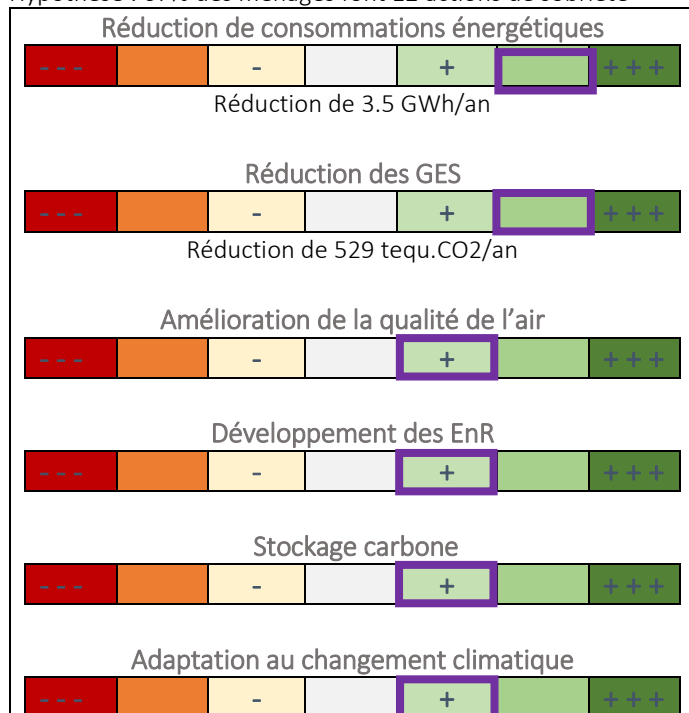 Réduction de consommations énergétiques
- - - - + + + +
Réduction de 3.5 GWh/an
Réduction des GES
- - - - + + + +
Réduction de 529 tequ.CO2/an
Amélioration de la qualité de l'air
- - - - + + + +
Développement des EnR
- - - - + + + +
Stockage carbone
- - - - + + + +
Adaptation au changement climatique
- - - - + + + +